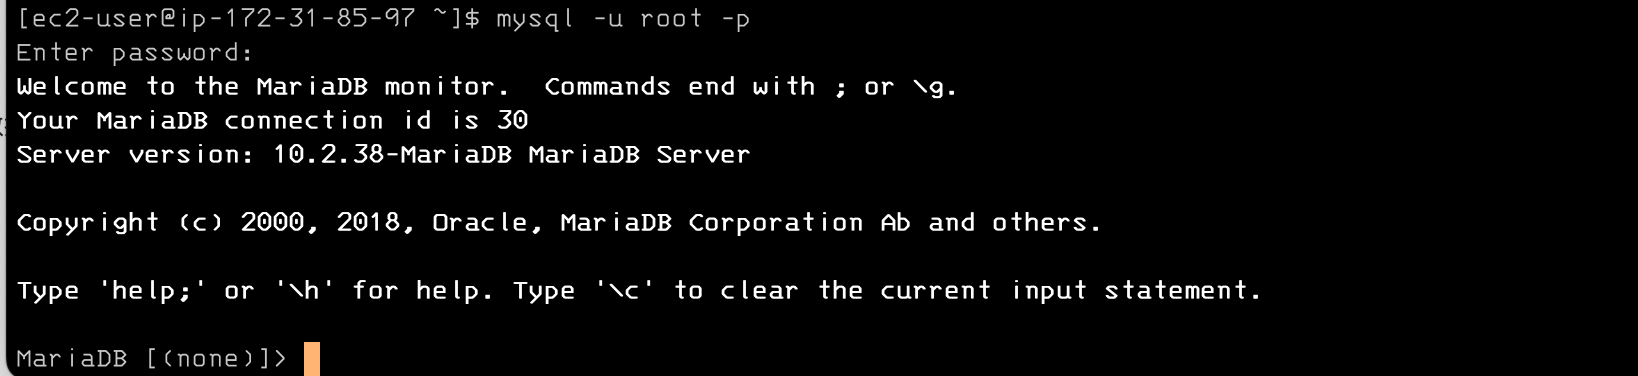 [ec2-user@ip-172-31-85-97 ~]$ mysql -u root -p
Enter password:
Welcome to the MariaDB monitor.  Commands end with ; or \g.
Your MariaDB connection id is 30
Server version: 10.2.38-MariaDB MariaDB Server
Copyright (c) 2000, 2018, Oracle, MariaDB Corporation Ab and others.
Type 'help;' or '\h' for help. Type '\c' to clear the current input statement.
MariaDB [(none)]>